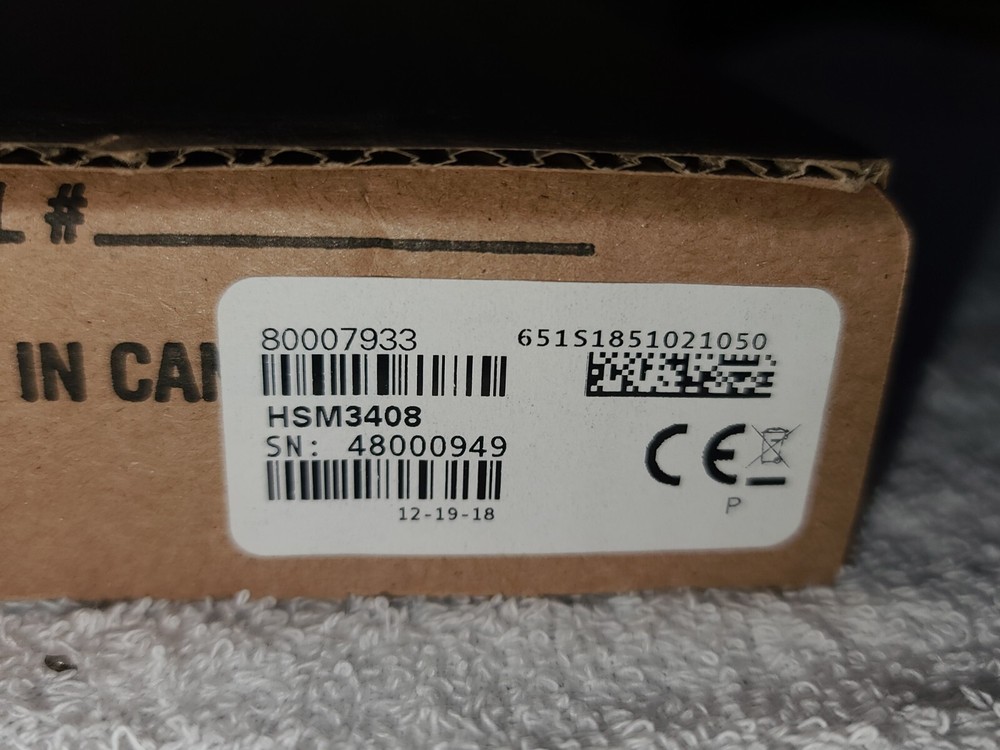 #
IN CAN
80007933
651S1851021050
HSM3408
SN: 48000949
12-19-18
CE
P